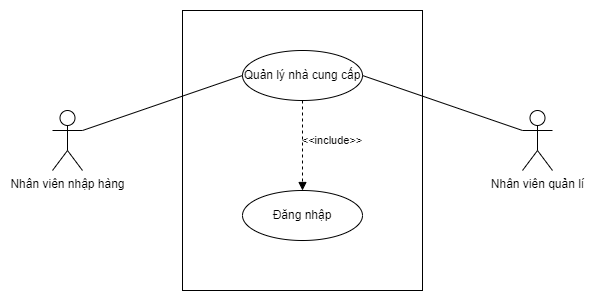 Quản lý nhà cung cấp
<<include>>
Nhân viên nhập hàng
Nhân viên quản lí
Đăng nhập